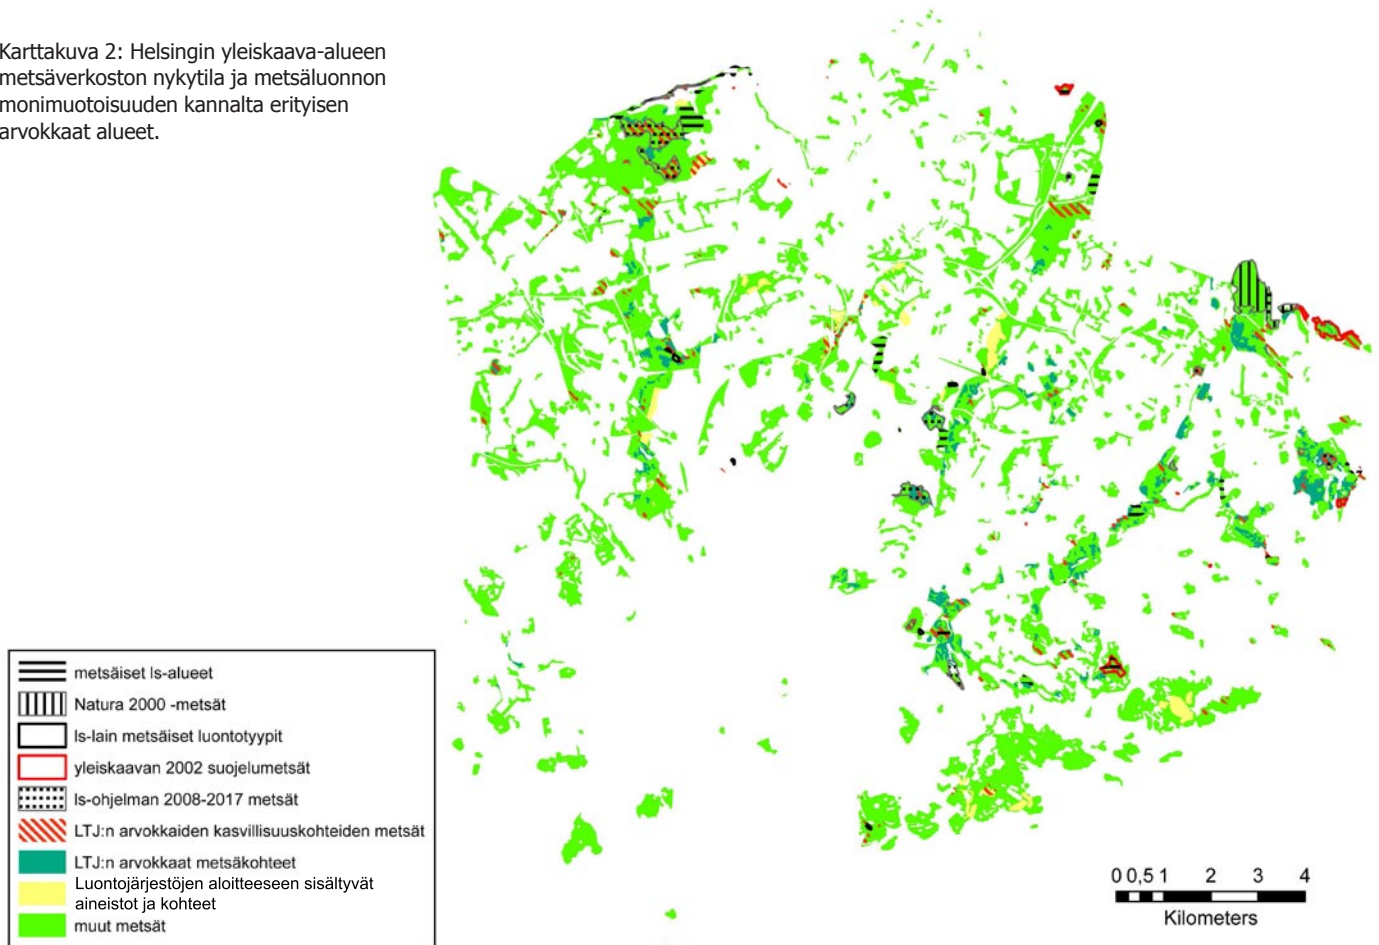 Karttakuva 2: Helsingin yleiskaava-alueen
metsäverkoston nykytila ja metsäluonnon
monimuotoisuuden kannalta erityisen
arvokkaat alueet.
metsäiset ls-alueet
Natura 2000 -metsät
ls-lain metsäiset luontotyypit
yleiskaavan 2002 suojelumetsät
ls-ohjelman 2008-2017 metsät
LTJ:n arvokkaiden kasvillisuuskohteiden metsät
LTJ:n arvokkaat metsäkohteet
Luontojärjestöjen aloitteeseen sisältyvät
aineistot ja kohteet
muut metsät
0 0,5 1 2 3 4
Kilometers